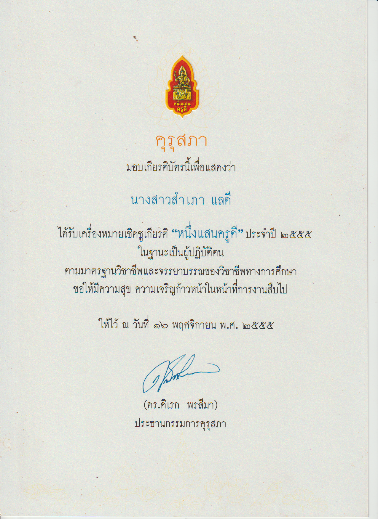 คุรุสภา
มอบเกียรติบัตรนี้เพื่อแสดงว่า
นางสาวสำเภา แลดี
ได้รับเครื่องหมายเชิดชูเกียรติ “หนึ่งแสนครูดี” ประจำปี ๒๕๕๕
ในฐานะเป็นผู้ปฏิบัติตน
ตามมาตรฐานวิชาชีพและจรรยาบรรณของวิชาชีพทางการศึกษา
ขอให้มีความสุข ความเจริญก้าวหน้าในหน้าที่การงานสืบไป
ให้ไว้ ณ วันที่ ๑๖ พฤศจิกายน พ.ศ. ๒๕๕๕
(ดร.ดิเรก พรสีมา)
ประธานกรรมการคุรุสภา